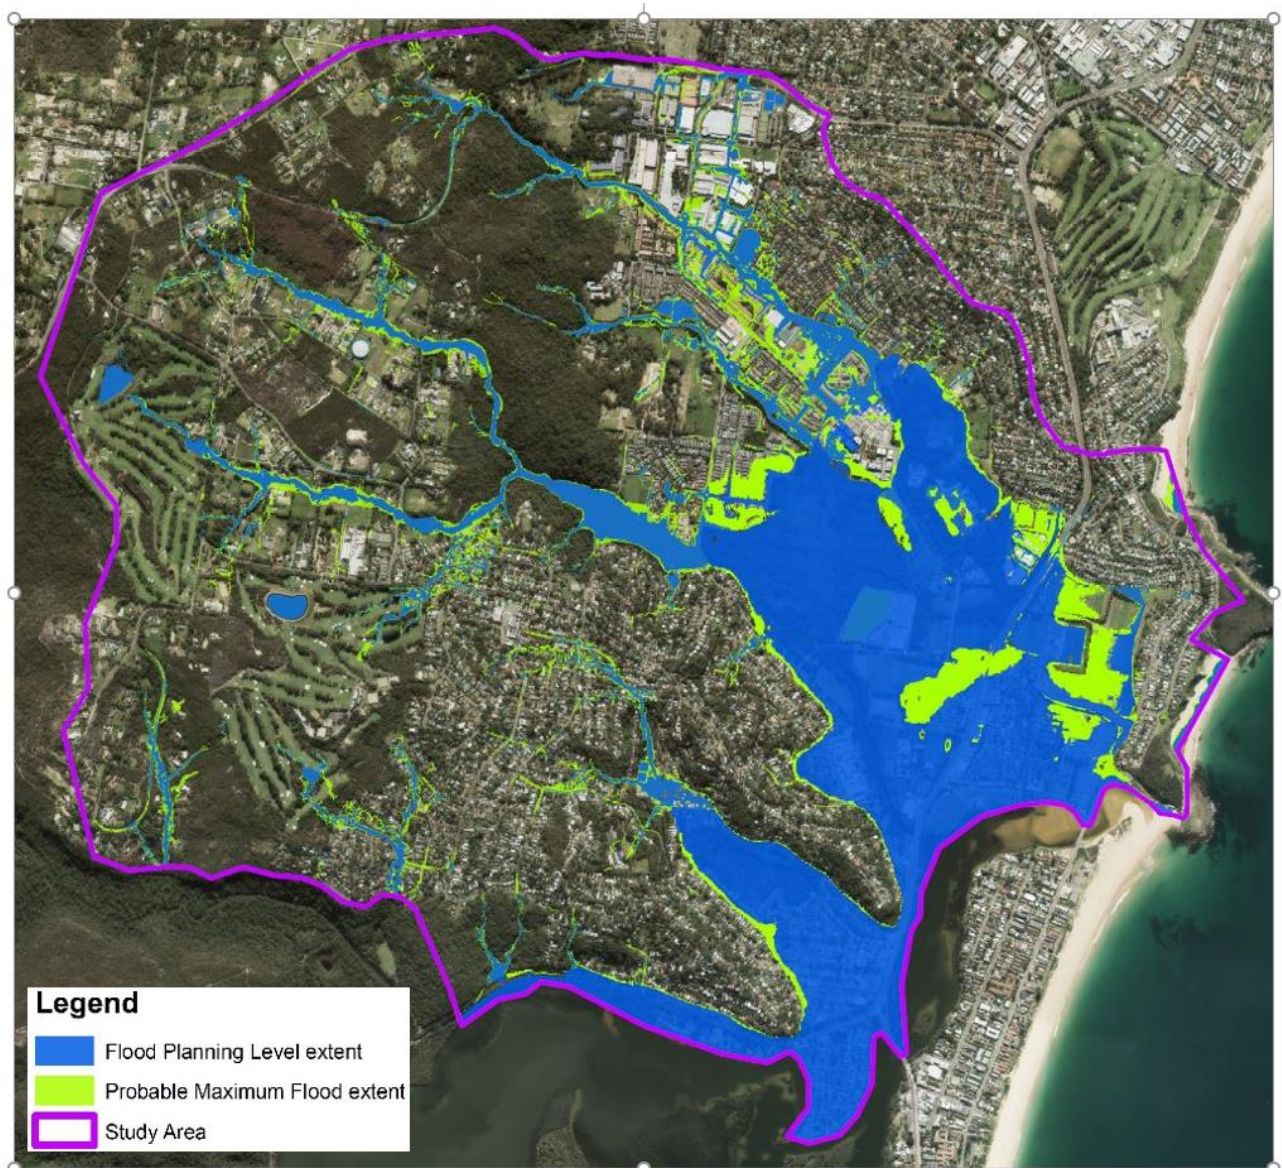 Legend
Flood Planning Level extent
Probable Maximum Flood extent
Study Area